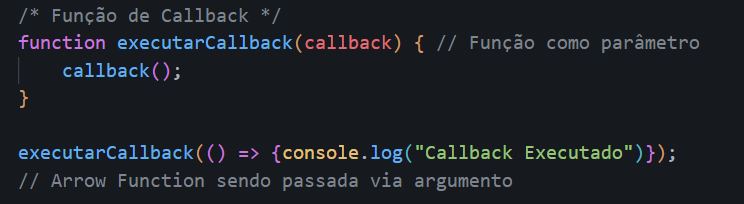 /* Função de Callback */
function executarCallback(callback) { // Função como parâmetro
    callback();
}

executarCallback(() => {console.log("Callback Executado")});
// Arrow Function sendo passada via argumento